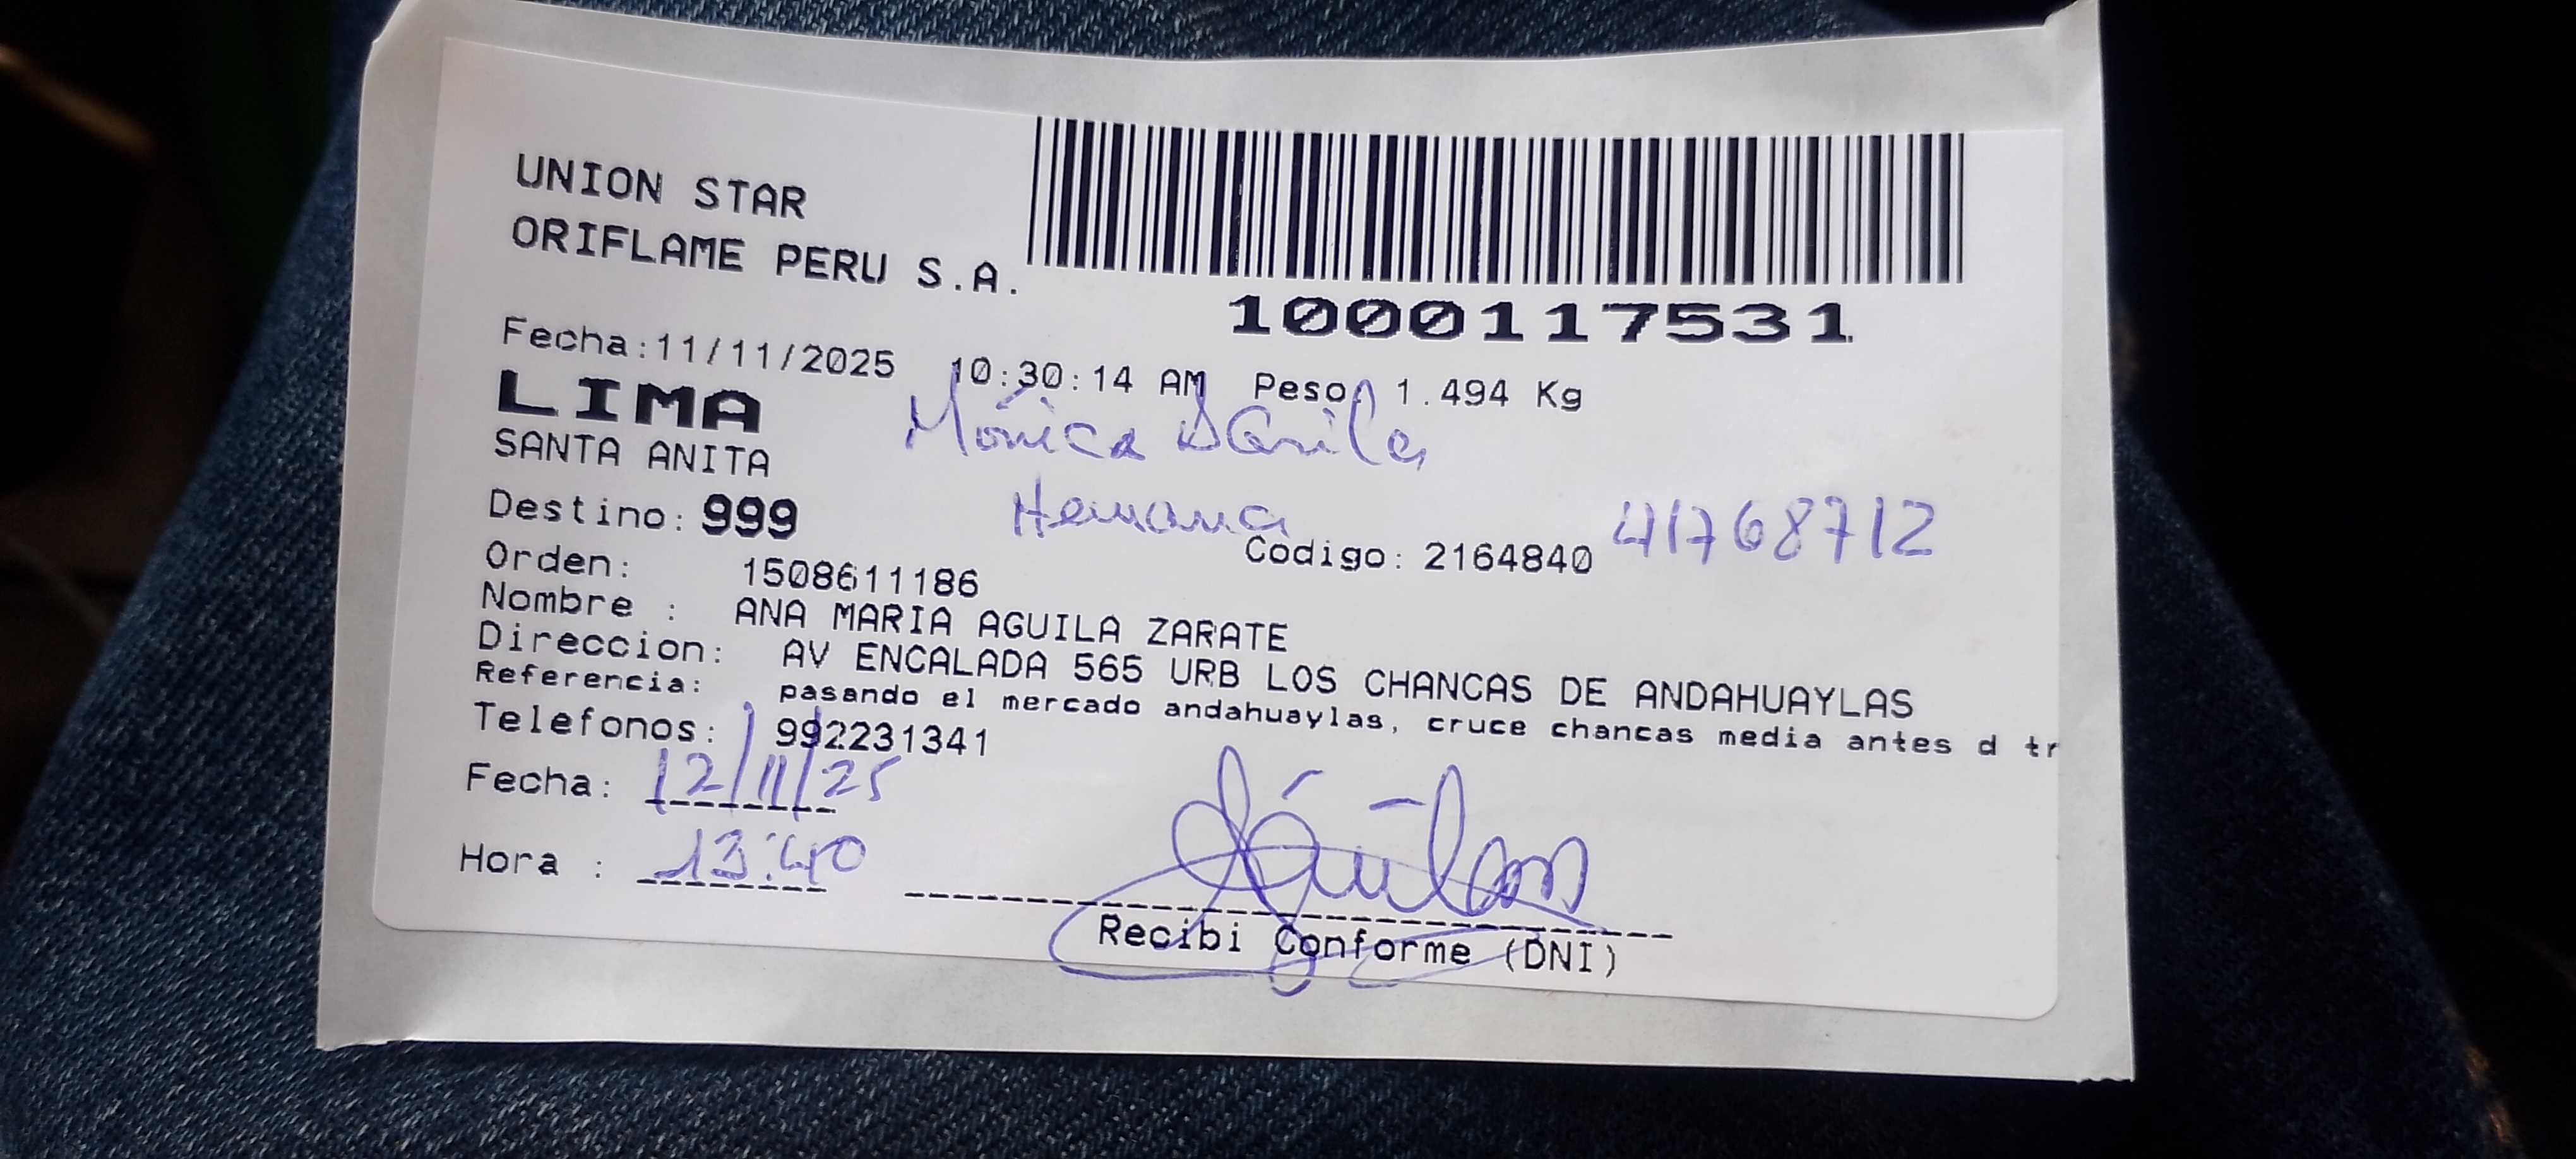 UNION STAR
ORIFLAME PERU S.A.
1000117531
Fecha:11/11/2025 10:30:14 AM Peso: 1.494 Kg
LIMA
SANTA ANITA
Mónica
Hermana
Destino: 999
Codigo: 2164840 41768712
Orden: 1508611186
Nombre : ANA MARIA AGUILA ZARATE
Direccion: AV ENCALADA 565 URB LOS CHANCAS DE ANDAHUAYLAS
Referencia: pasando el mercado andahuaylas, cruce chancas media antes d tr
Telefonos: 992231341
Fecha: 12/11/25
Hora : 13:40
Recibi Conforme (DNI)